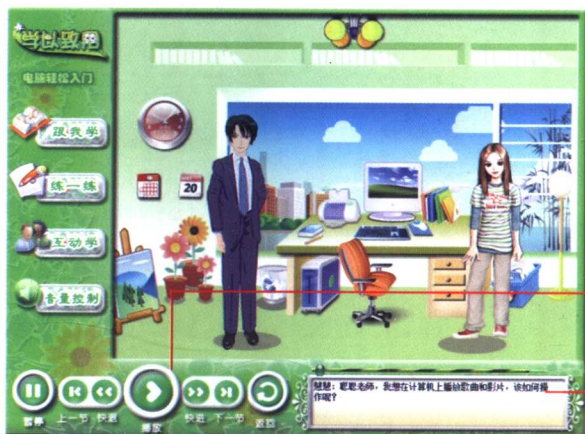 学以致用
电脑轻松入门
跟我学
练一练
互动学
音量控制
20
暂停
上一节
快退
播放
快进
下一节
返回
慧慧：聪聪老师，我想在计算机上播放歌曲和影片，该如何操
作呢？